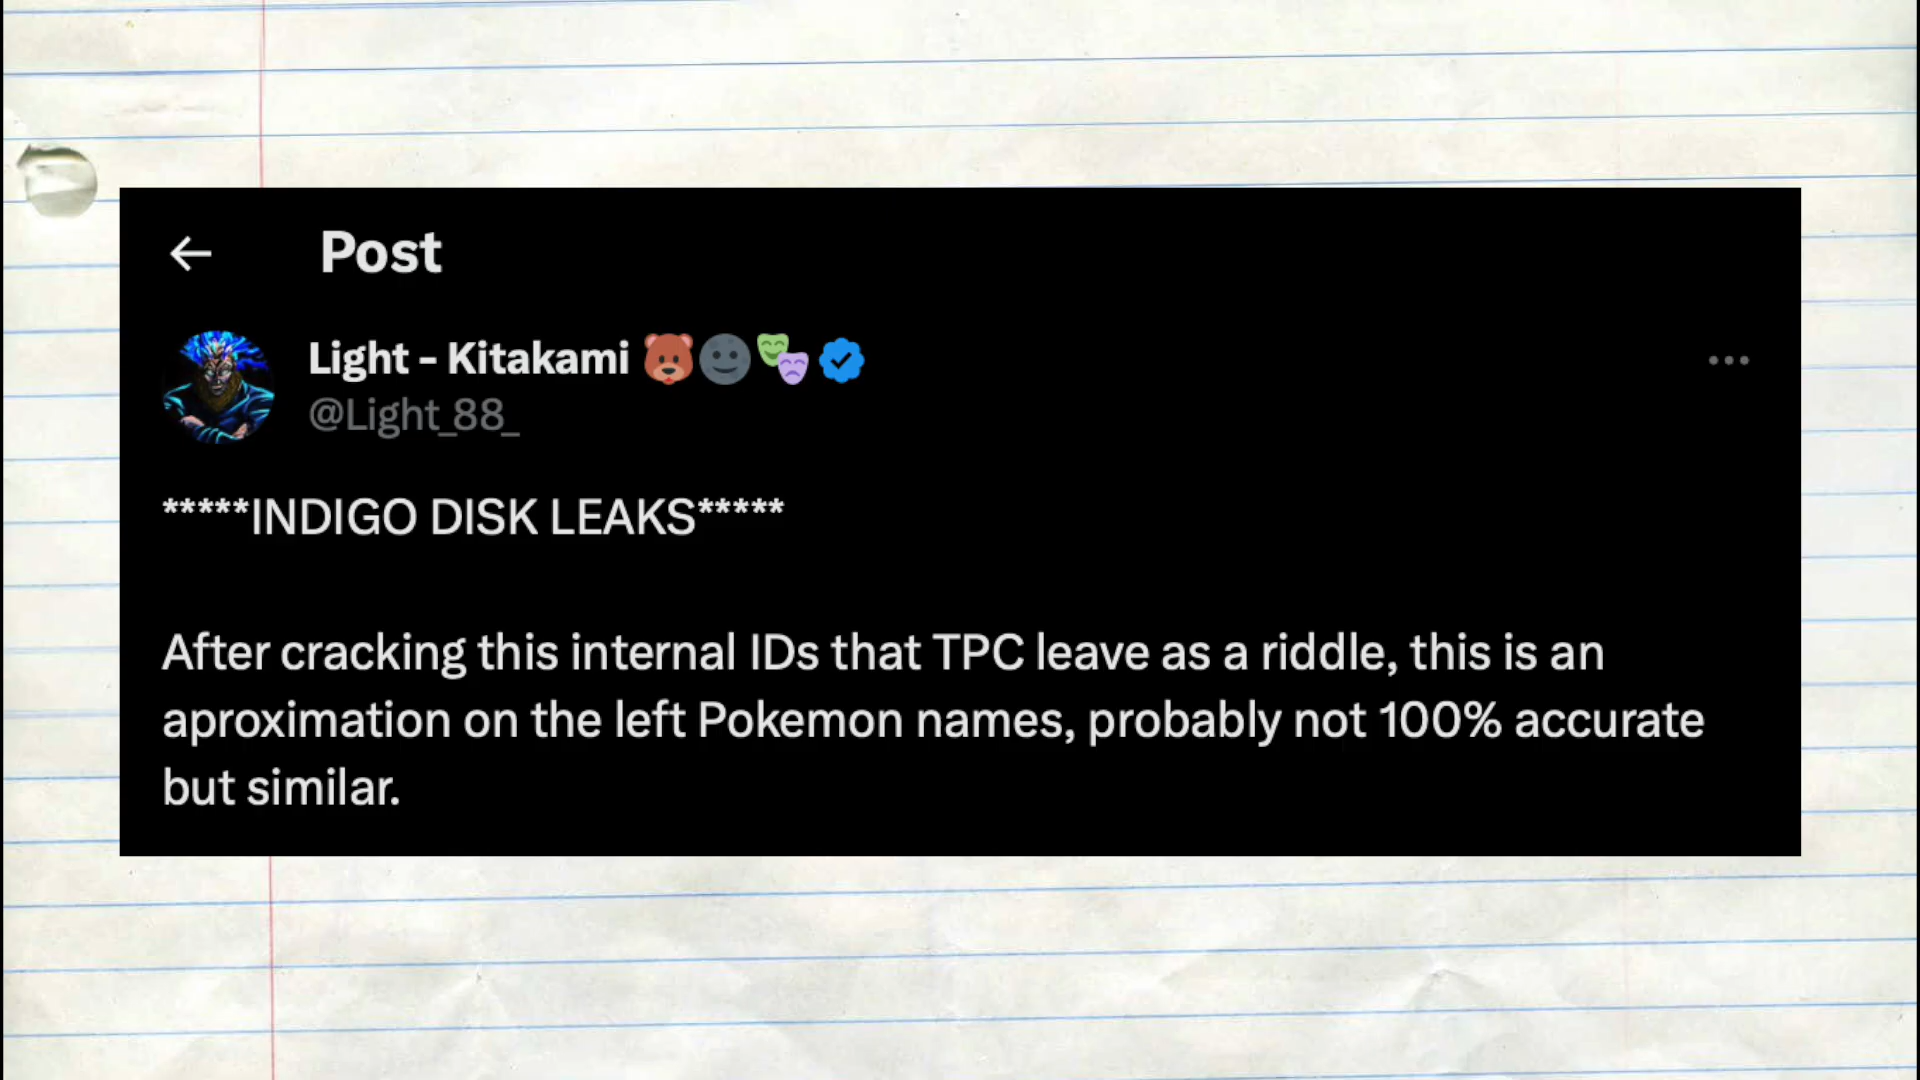 Post
Light - Kitakami
@Light_88_
*****INDIGO DISK LEAKS*****
After cracking this internal IDs that TPC leave as a riddle, this is an
aproximation on the left Pokemon names, probably not 100% accurate
but similar.